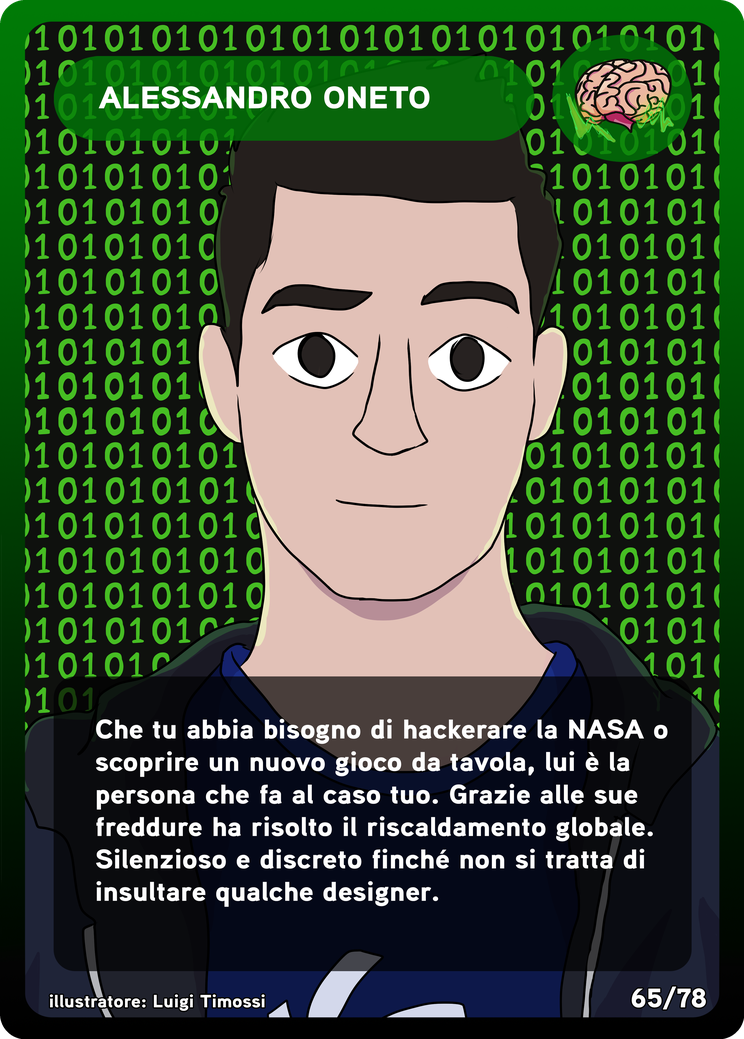 ALESSANDRO ONETO
Che tu abbia bisogno di hackerare la NASA o
scoprire un nuovo gioco da tavola, lui è la
persona che fa al caso tuo. Grazie alle sue
freddure ha risolto il riscaldamento globale.
Silenzioso e discreto finché non si tratta di
insultare qualche designer.
illustratore: Luigi Timossi
65/78